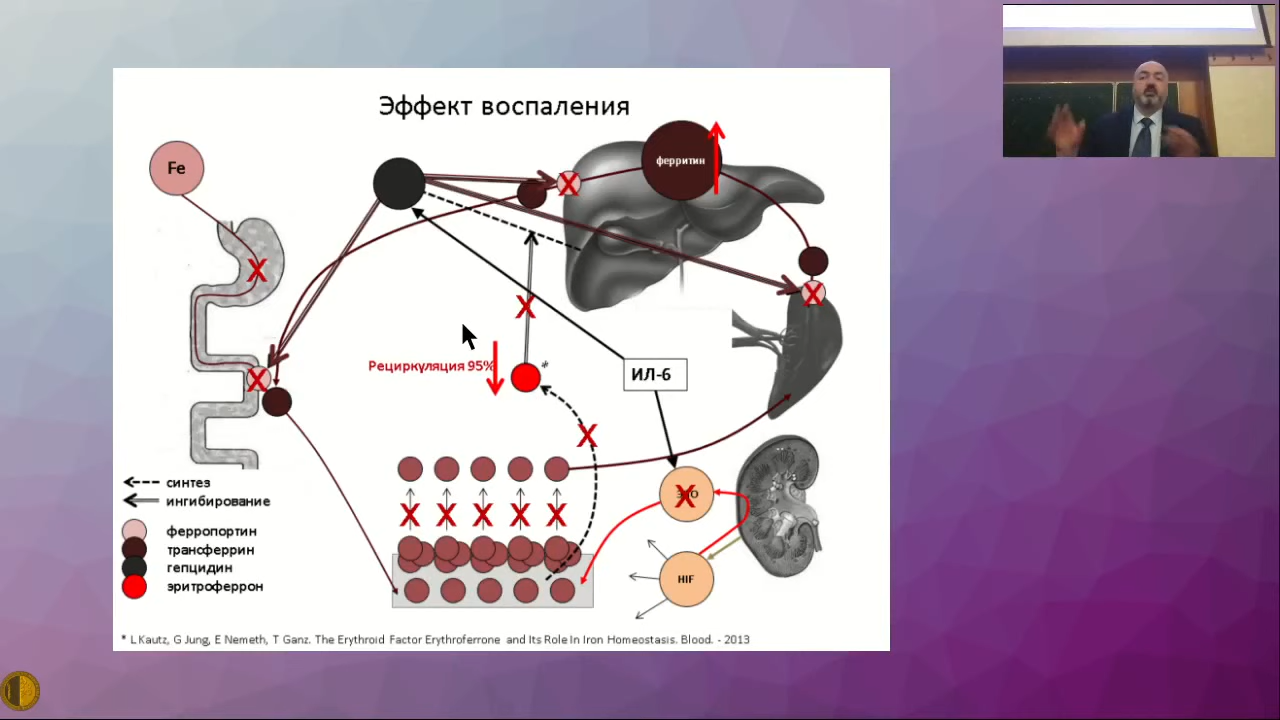 Эффект воспаления
Fe
ферритин
Рециркуляция 95%
*
ИЛ-6
HIF
синтез
ингибирование
ферропортин
трансферрин
гепцидин
эритроферрон
* L Kautz, G Jung, E Nemeth, T Ganz. The Erythroid Factor Erythroferrone and Its Role In Iron Homeostasis. Blood. - 2013